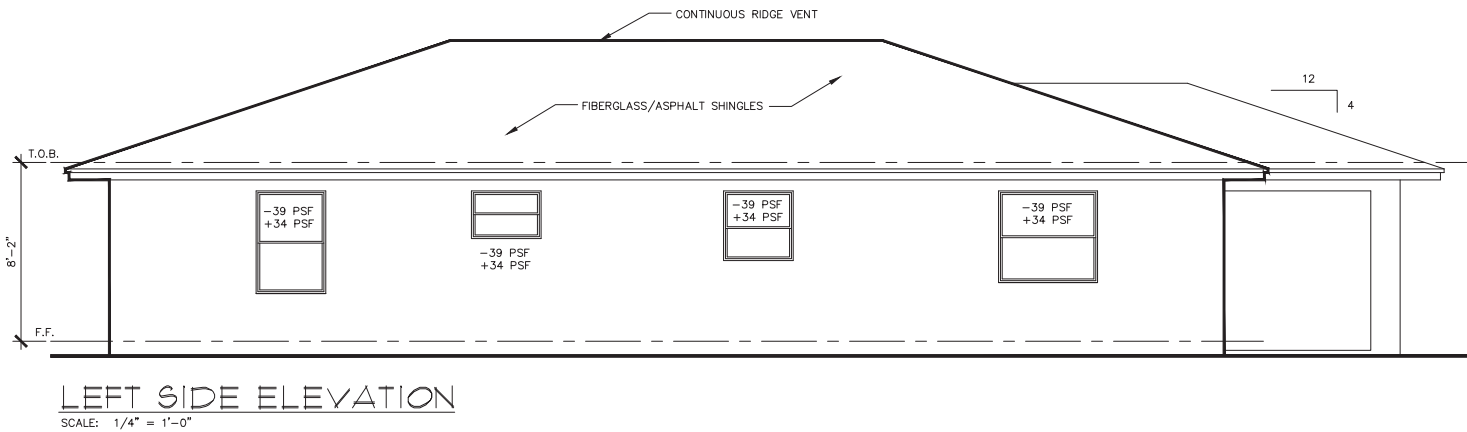 CONTINUOUS RIDGE VENT
12
4
FIBERGLASS/ASPHALT SHINGLES
T.O.B.
-39 PSF
+34 PSF
-39 PSF
+34 PSF
-39 PSF
+34 PSF
-39 PSF
+34 PSF
8'-2"
F.F.
LEFT SIDE ELEVATION
SCALE: 1/4" = 1'-0"